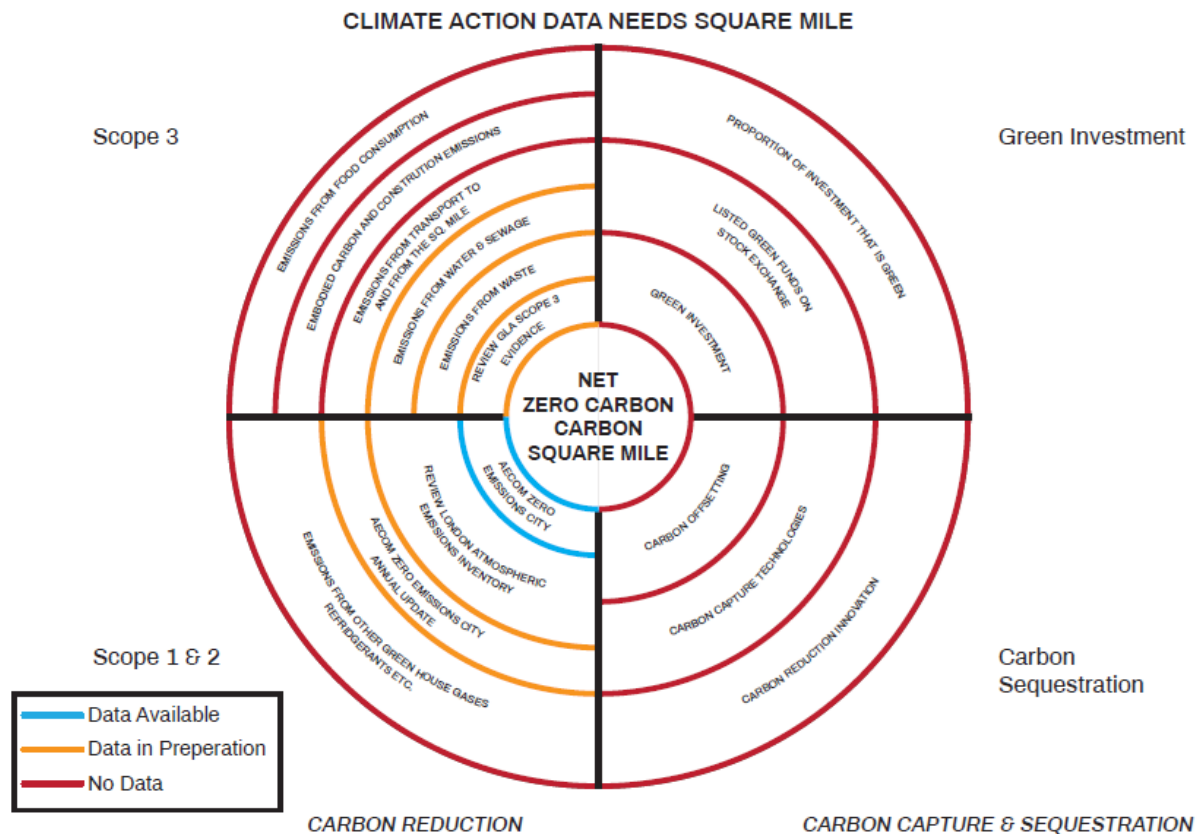 CLIMATE ACTION DATA NEEDS SQUARE MILE
Scope 3
Green Investment
EMISSIONS FROM FOOD CONSUMPTION
EMBODIED CARBON AND CONSTRUTION EMISSIONS
EMISSIONS FROM TRANSPORT TO
AND FROM THE SQ. MILE
EMISSIONS FROM WATER & SEWAGE
EMISSIONS FROM WASTE
REVIEW GLA SCOPE 3
EVIDENCE
PROPORTION OF INVESTMENT THAT IS GREEN
LISTED GREEN FUNDS ON
STOCK EXCHANGE
GREEN INVESTMENT
NET
ZERO CARBON
CARBON
SQUARE MILE
AECOM ZERO
EMISSIONS CITY
REVIEW LONDON ATMOSPHERIC
EMISSIONS INVENTORY
AECOM ZERO EMISSIONS CITY
ANNUAL UPDATE
EMISSIONS FROM OTHER GREEN HOUSE GASES
REFRIDGERANTS ETC.
CARBON OFFSETTING
CARBON CAPTURE TECHNOLOGIES
CARBON REDUCTION INNOVATION
Scope 1 & 2
Carbon
Sequestration
Data Available
Data in Preperation
No Data
CARBON REDUCTION
CARBON CAPTURE & SEQUESTRATION